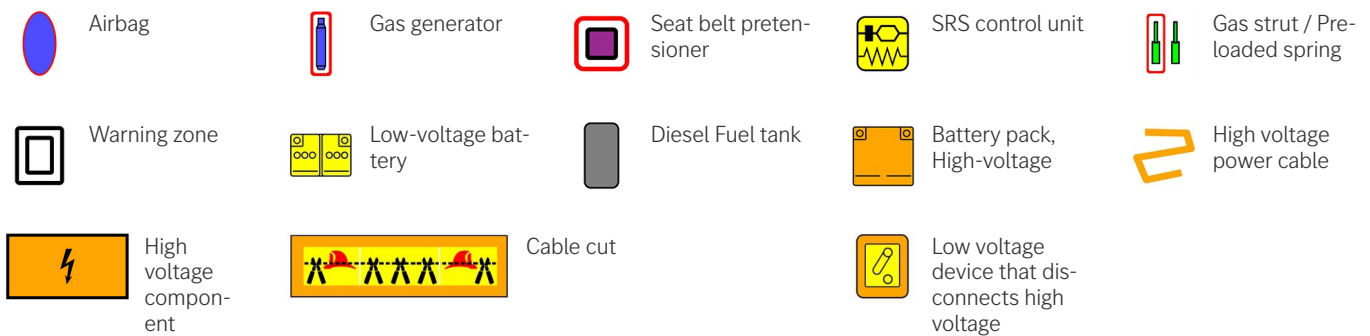 Airbag
Gas generator
Seat belt preten-
sioner
SRS control unit
Gas strut / Pre-
loaded spring
Warning zone
Low-voltage bat-
tery
Diesel Fuel tank
Battery pack,
High-voltage
High voltage
power cable
High
voltage
compon-
ent
Cable cut
Low voltage
device that dis-
connects high
voltage